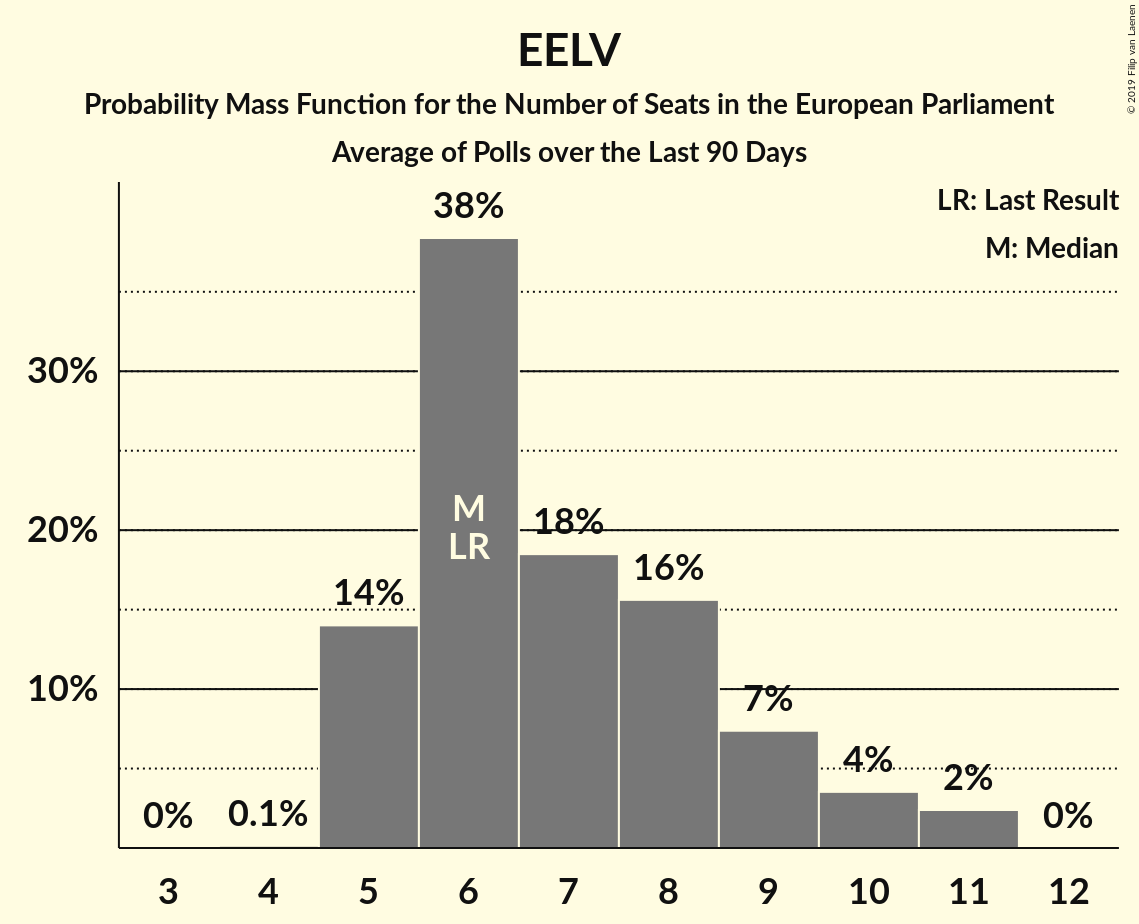 EELV
Probability Mass Function for the Number of Seats in the European Parliament
Average of Polls over the Last 90 Days
© 2019 Filip van Laenen
LR: Last Result
M: Median
38%
30%
20%
10%
M
LR
18%
16%
14%
7%
4%
2%
0%
0.1%
0%
3 4 5 6 7 8 9 10 11 12